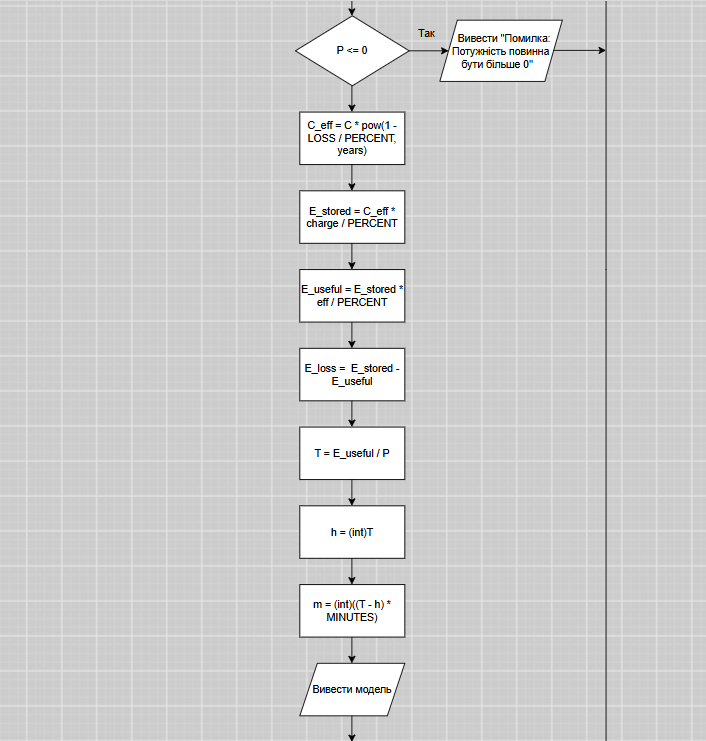 Так
P <= 0
Вивести "Помилка:
Потужність повинна
бути більше 0"
C_eff = C * pow(1 -
LOSS / PERCENT,
years)
E_stored = C_eff *
charge / PERCENT
E_useful = E_stored *
eff / PERCENT
E_loss = E_stored -
E_useful
T = E_useful / P
h = (int)T
m = (int)((T - h) *
MINUTES)
Вивести модель